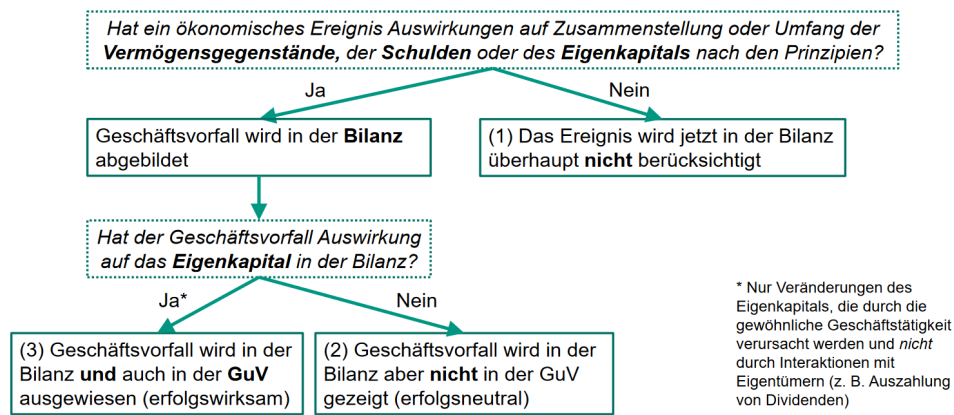 Hat ein ökonomisches Ereignis Auswirkungen auf Zusammenstellung oder Umfang der
Vermögensgegenstände, der Schulden oder des Eigenkapitals nach den Prinzipien?
Ja
Nein
Geschäftsvorfall wird in der Bilanz
abgebildet
(1) Das Ereignis wird jetzt in der Bilanz
überhaupt nicht berücksichtigt
Hat der Geschäftsvorfall Auswirkung
auf das Eigenkapital in der Bilanz?
Ja*
Nein
(3) Geschäftsvorfall wird in der
Bilanz und auch in der GuV
ausgewiesen (erfolgswirksam)
(2) Geschäftsvorfall wird in der
Bilanz aber nicht in der GuV
gezeigt (erfolgsneutral)
* Nur Veränderungen des
Eigenkapitals, die durch die
gewöhnliche Geschäftstätigkeit
verursacht werden und nicht
durch Interaktionen mit
Eigentümern (z. B. Auszahlung
von Dividenden)